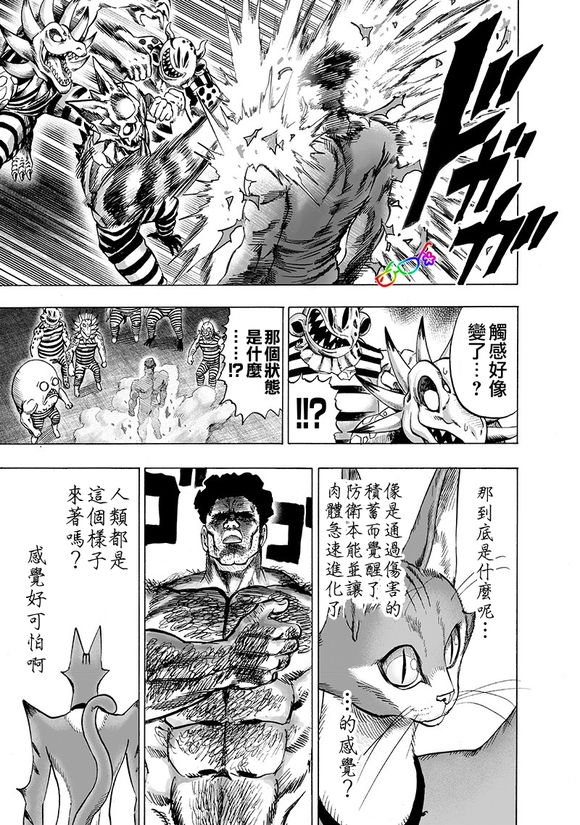 ドガガガ
觸感好像
變了…?
!!?
那個狀態
是什麼
……!?
那到底是什麼呢…
像是通過傷害的
積蓄而覺醒了
防衛本能並讓
肉體急速進化了
…的感覺?
ゴゴ
人類都是
這個樣子
來著嗎?
感覺好可怕啊